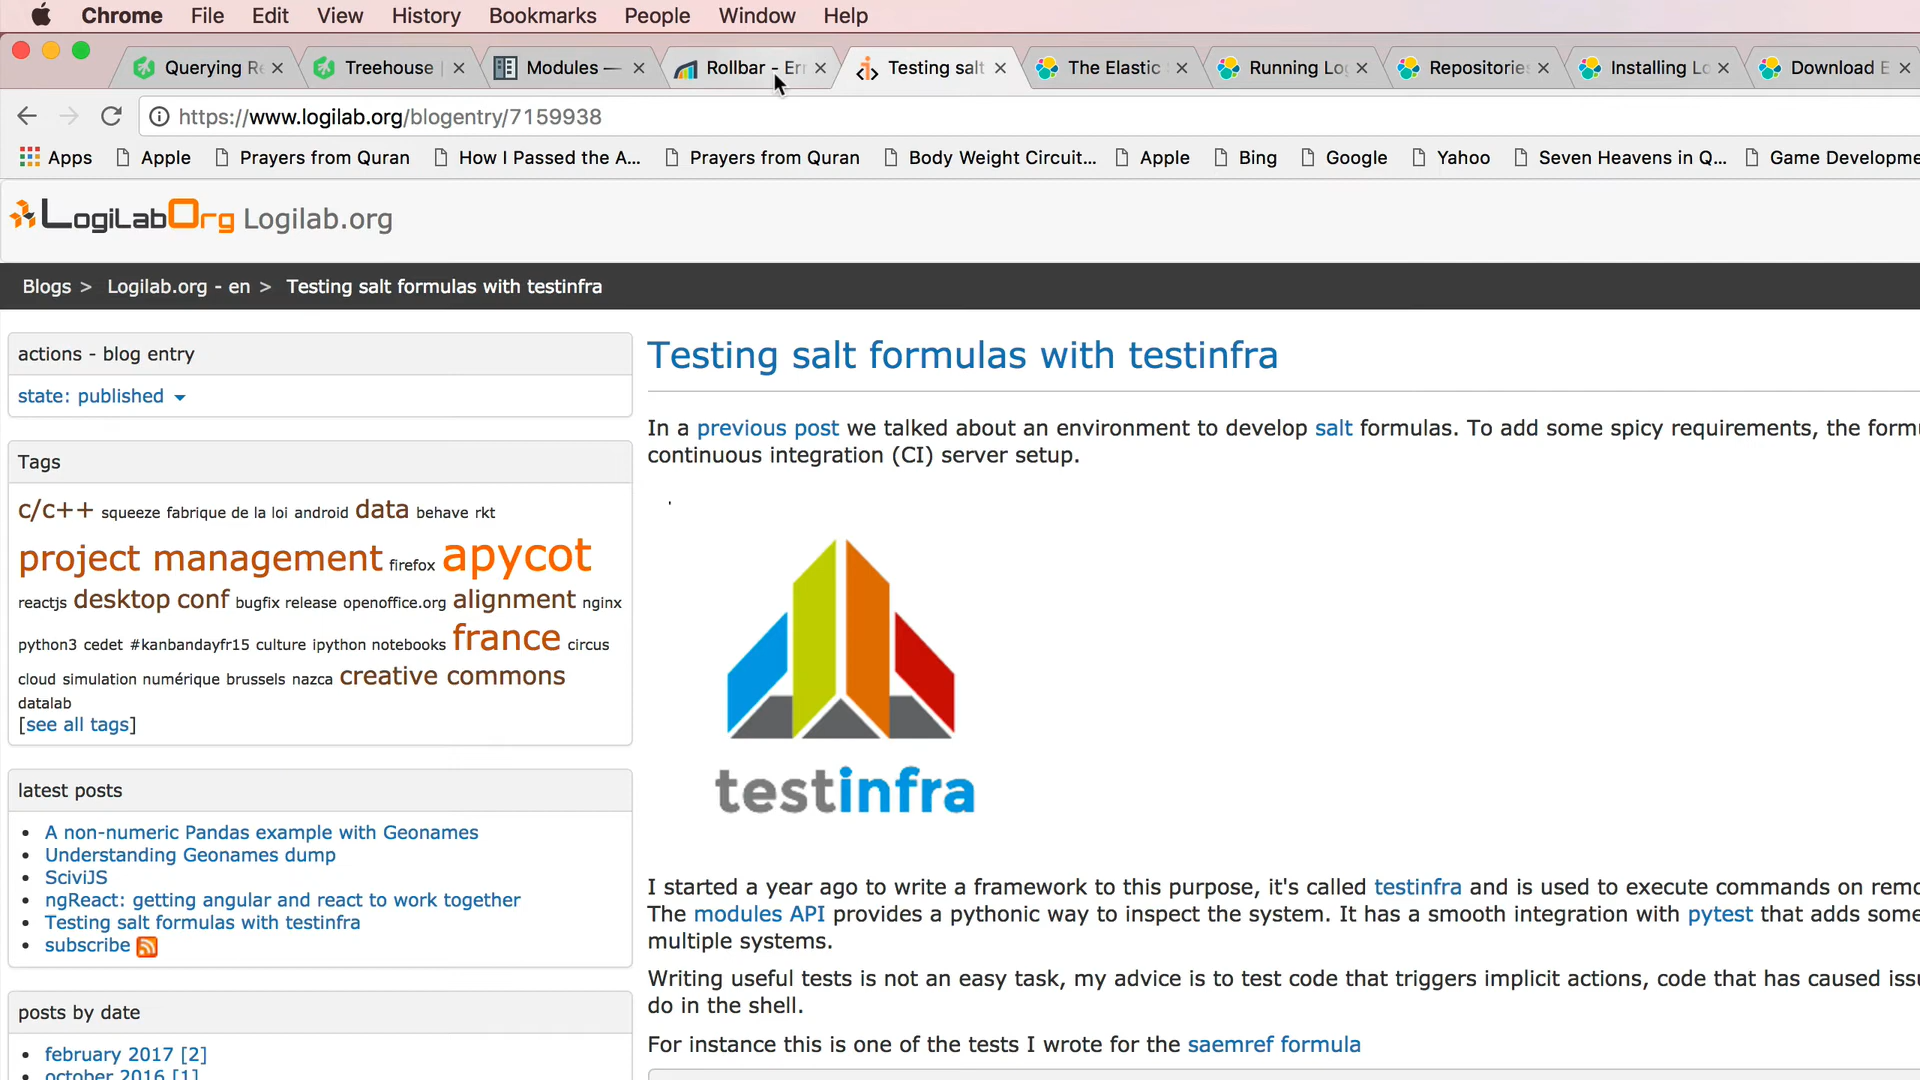 Chrome File Edit View History Bookmarks People Window Help
Querying Re Treehouse | Modules — Rollbar - Err Testing salt The Elastic Running Lo Repositories Installing Lo Download E
https://www.logilab.org/blogentry/7159938
Apps Apple Prayers from Quran How I Passed the A... Prayers from Quran Body Weight Circuit... Apple Bing Google Yahoo Seven Heavens in Q... Game Developme
LogiLabOrg Logilab.org
Blogs > Logilab.org - en > Testing salt formulas with testinfra
actions - blog entry
state: published
Tags
c/c++ squeeze fabrique de la loi android data behave rkt
project management firefox apycot
reactjs desktop conf bugfix release openoffice.org alignment nginx
python3 cedet #kanbandayfr15 culture ipython notebooks france circus
cloud simulation numérique brussels nazca creative commons
datalab
[see all tags]
latest posts
A non-numeric Pandas example with Geonames
Understanding Geonames dump
SciviJS
ngReact: getting angular and react to work together
Testing salt formulas with testinfra
subscribe
posts by date
february 2017 [2]
october 2016 [1]
Testing salt formulas with testinfra
In a previous post we talked about an environment to develop salt formulas. To add some spicy requirements, the formu
continuous integration (CI) server setup.
testinfra
I started a year ago to write a framework to this purpose, it's called testinfra and is used to execute commands on remo
The modules API provides a pythonic way to inspect the system. It has a smooth integration with pytest that adds some
multiple systems.
Writing useful tests is not an easy task, my advice is to test code that triggers implicit actions, code that has caused issu
do in the shell.
For instance this is one of the tests I wrote for the saemref formula